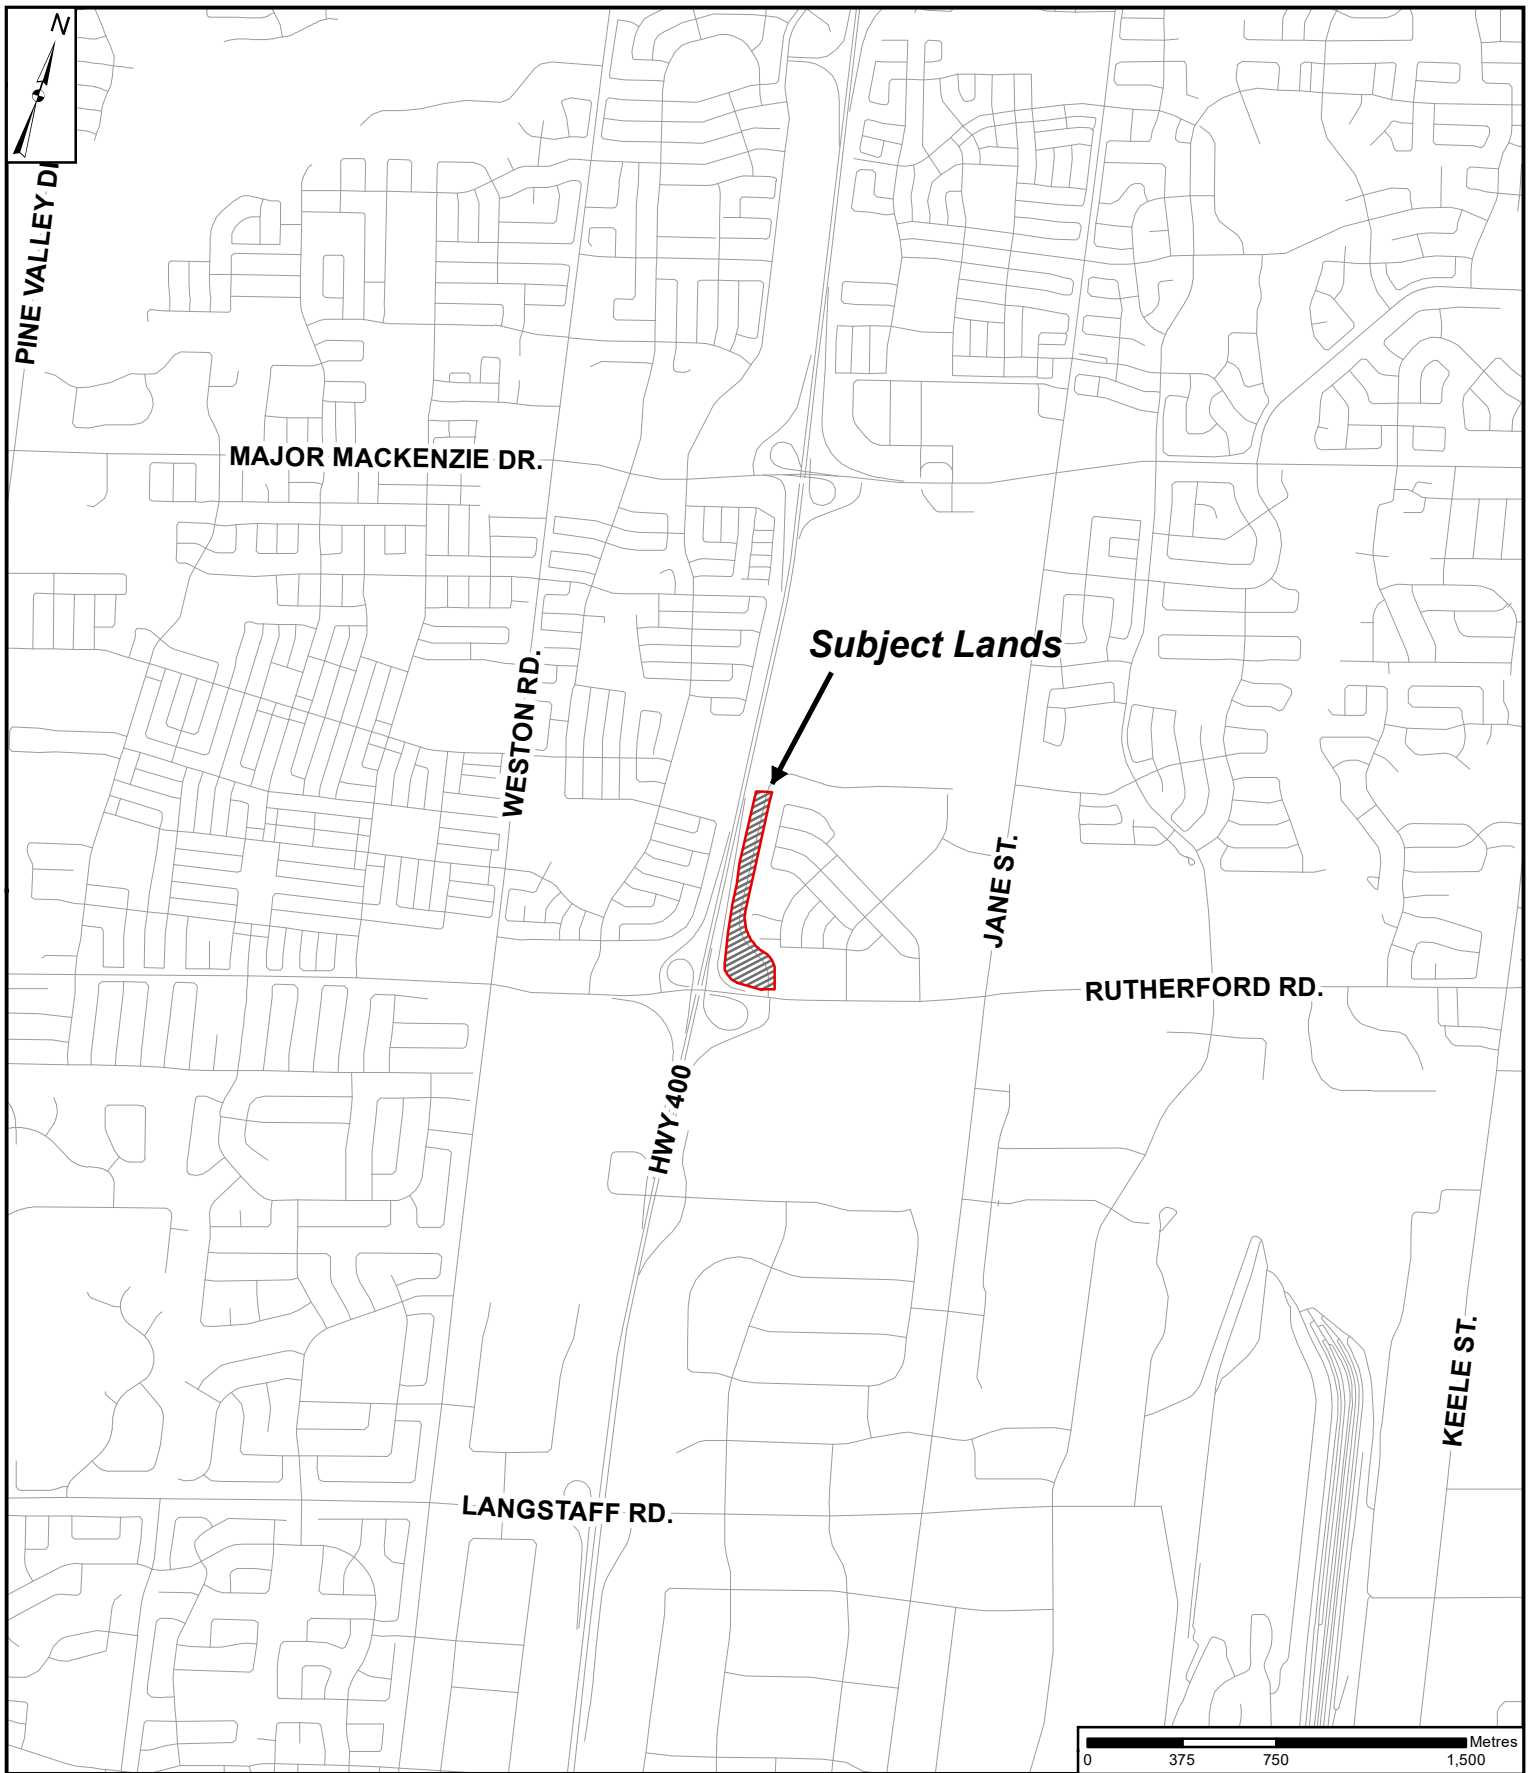 N
PINE VALLEY DR
MAJOR MACKENZIE DR.
Subject Lands
WESTON RD.
JANE ST.
RUTHERFORD RD.
HWY 400
KEELE ST.
LANGSTAFF RD.
Metres
0 375 750 1,500